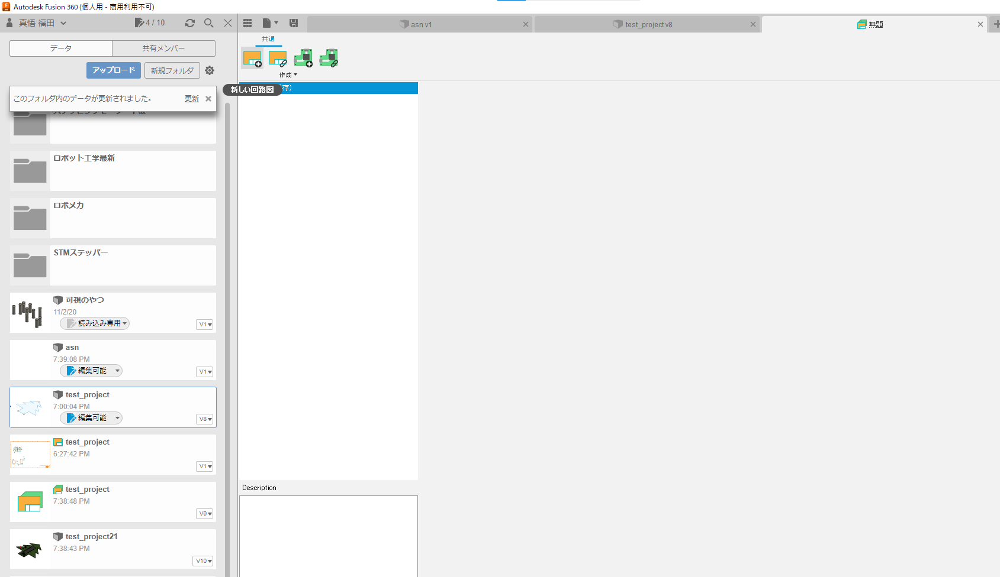 Autodesk Fusion 360 (個人用 - 商用利用不可)
真悟 福田
4 / 10
asn v1
test_project v8
無題
データ
共有メンバー
共通
アップロード
新規フォルダ
作成
このフォルダ内のデータが更新されました。
更新
新しい回路図
存)
ロボット工学最新
ロボメカ
STMステッパー
可視のやつ
11/2/20
読み込み専用
V1
asn
7:39:08 PM
編集可能
V1
test_project
7:00:04 PM
編集可能
V8
test_project
6:27:42 PM
V1
test_project
7:38:48 PM
V9
test_project21
7:38:43 PM
V10
Description